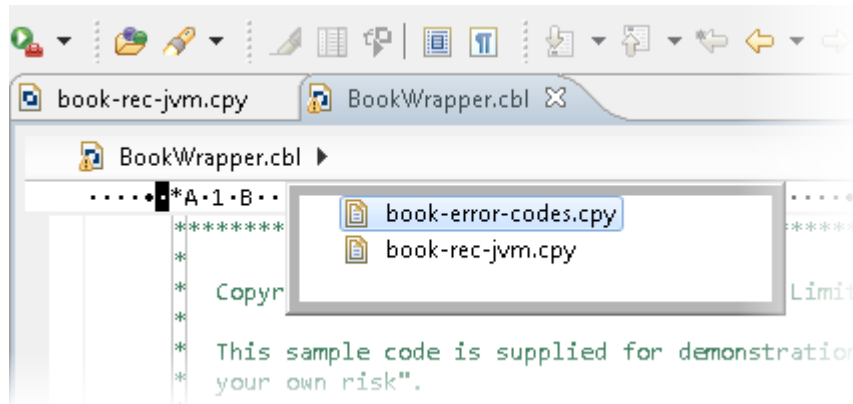 book-rec-jvm.cpy BookWrapper.cbl
BookWrapper.cbl
*A·1·B··
book-error-codes.cpy
book-rec-jvm.cpy
*********
*
* Copyr Limit
*
* This sample code is supplied for demonstration
* your own risk".